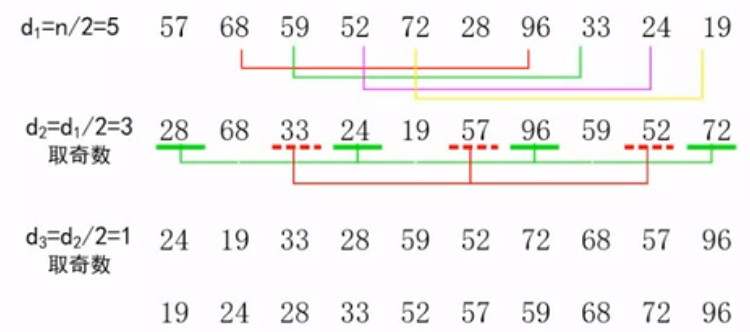 d₁=n/2=5 57 68 59 52 72 28 96 33 24 19
d₂=d₁/2=3 28 68 33 24 19 57 96 59 52 72
取奇数
d₃=d₂/2=1 24 19 33 28 59 52 72 68 57 96
取奇数
19 24 28 33 52 57 59 68 72 96